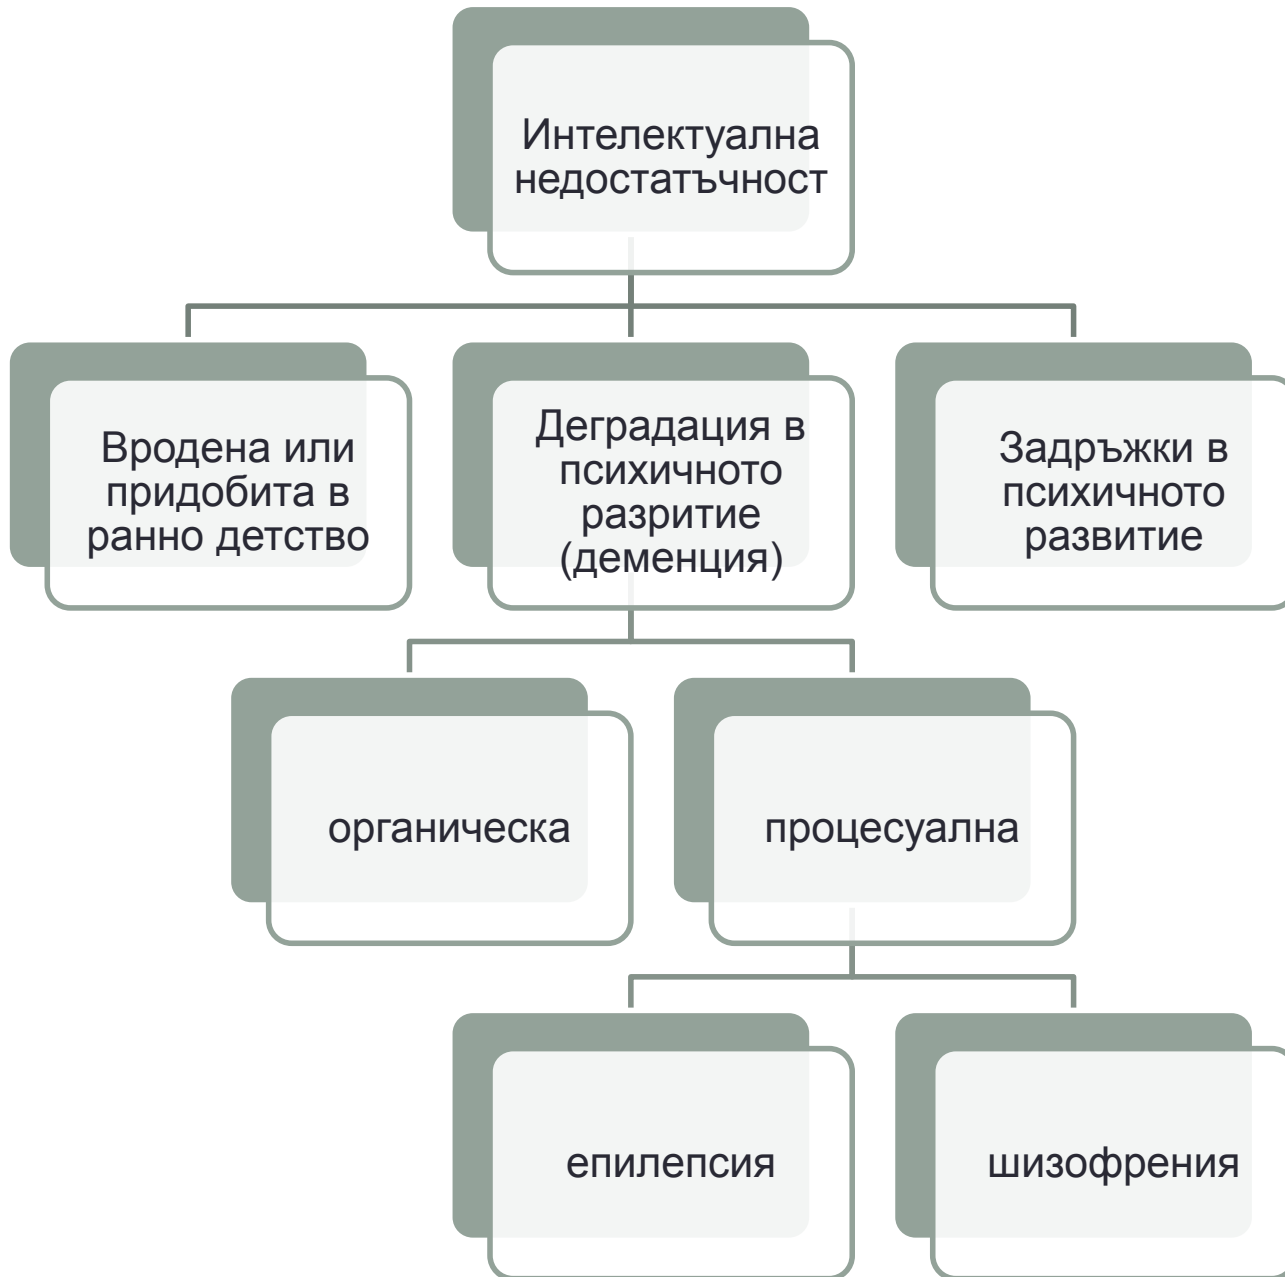 Интелектуална
недостатъчност
Вродена или
придобита в
ранно детство
Деградация в
психичното
разритие
(деменция)
Задръжки в
психичното
развитие
органическа
процесуална
епилепсия
шизофрения